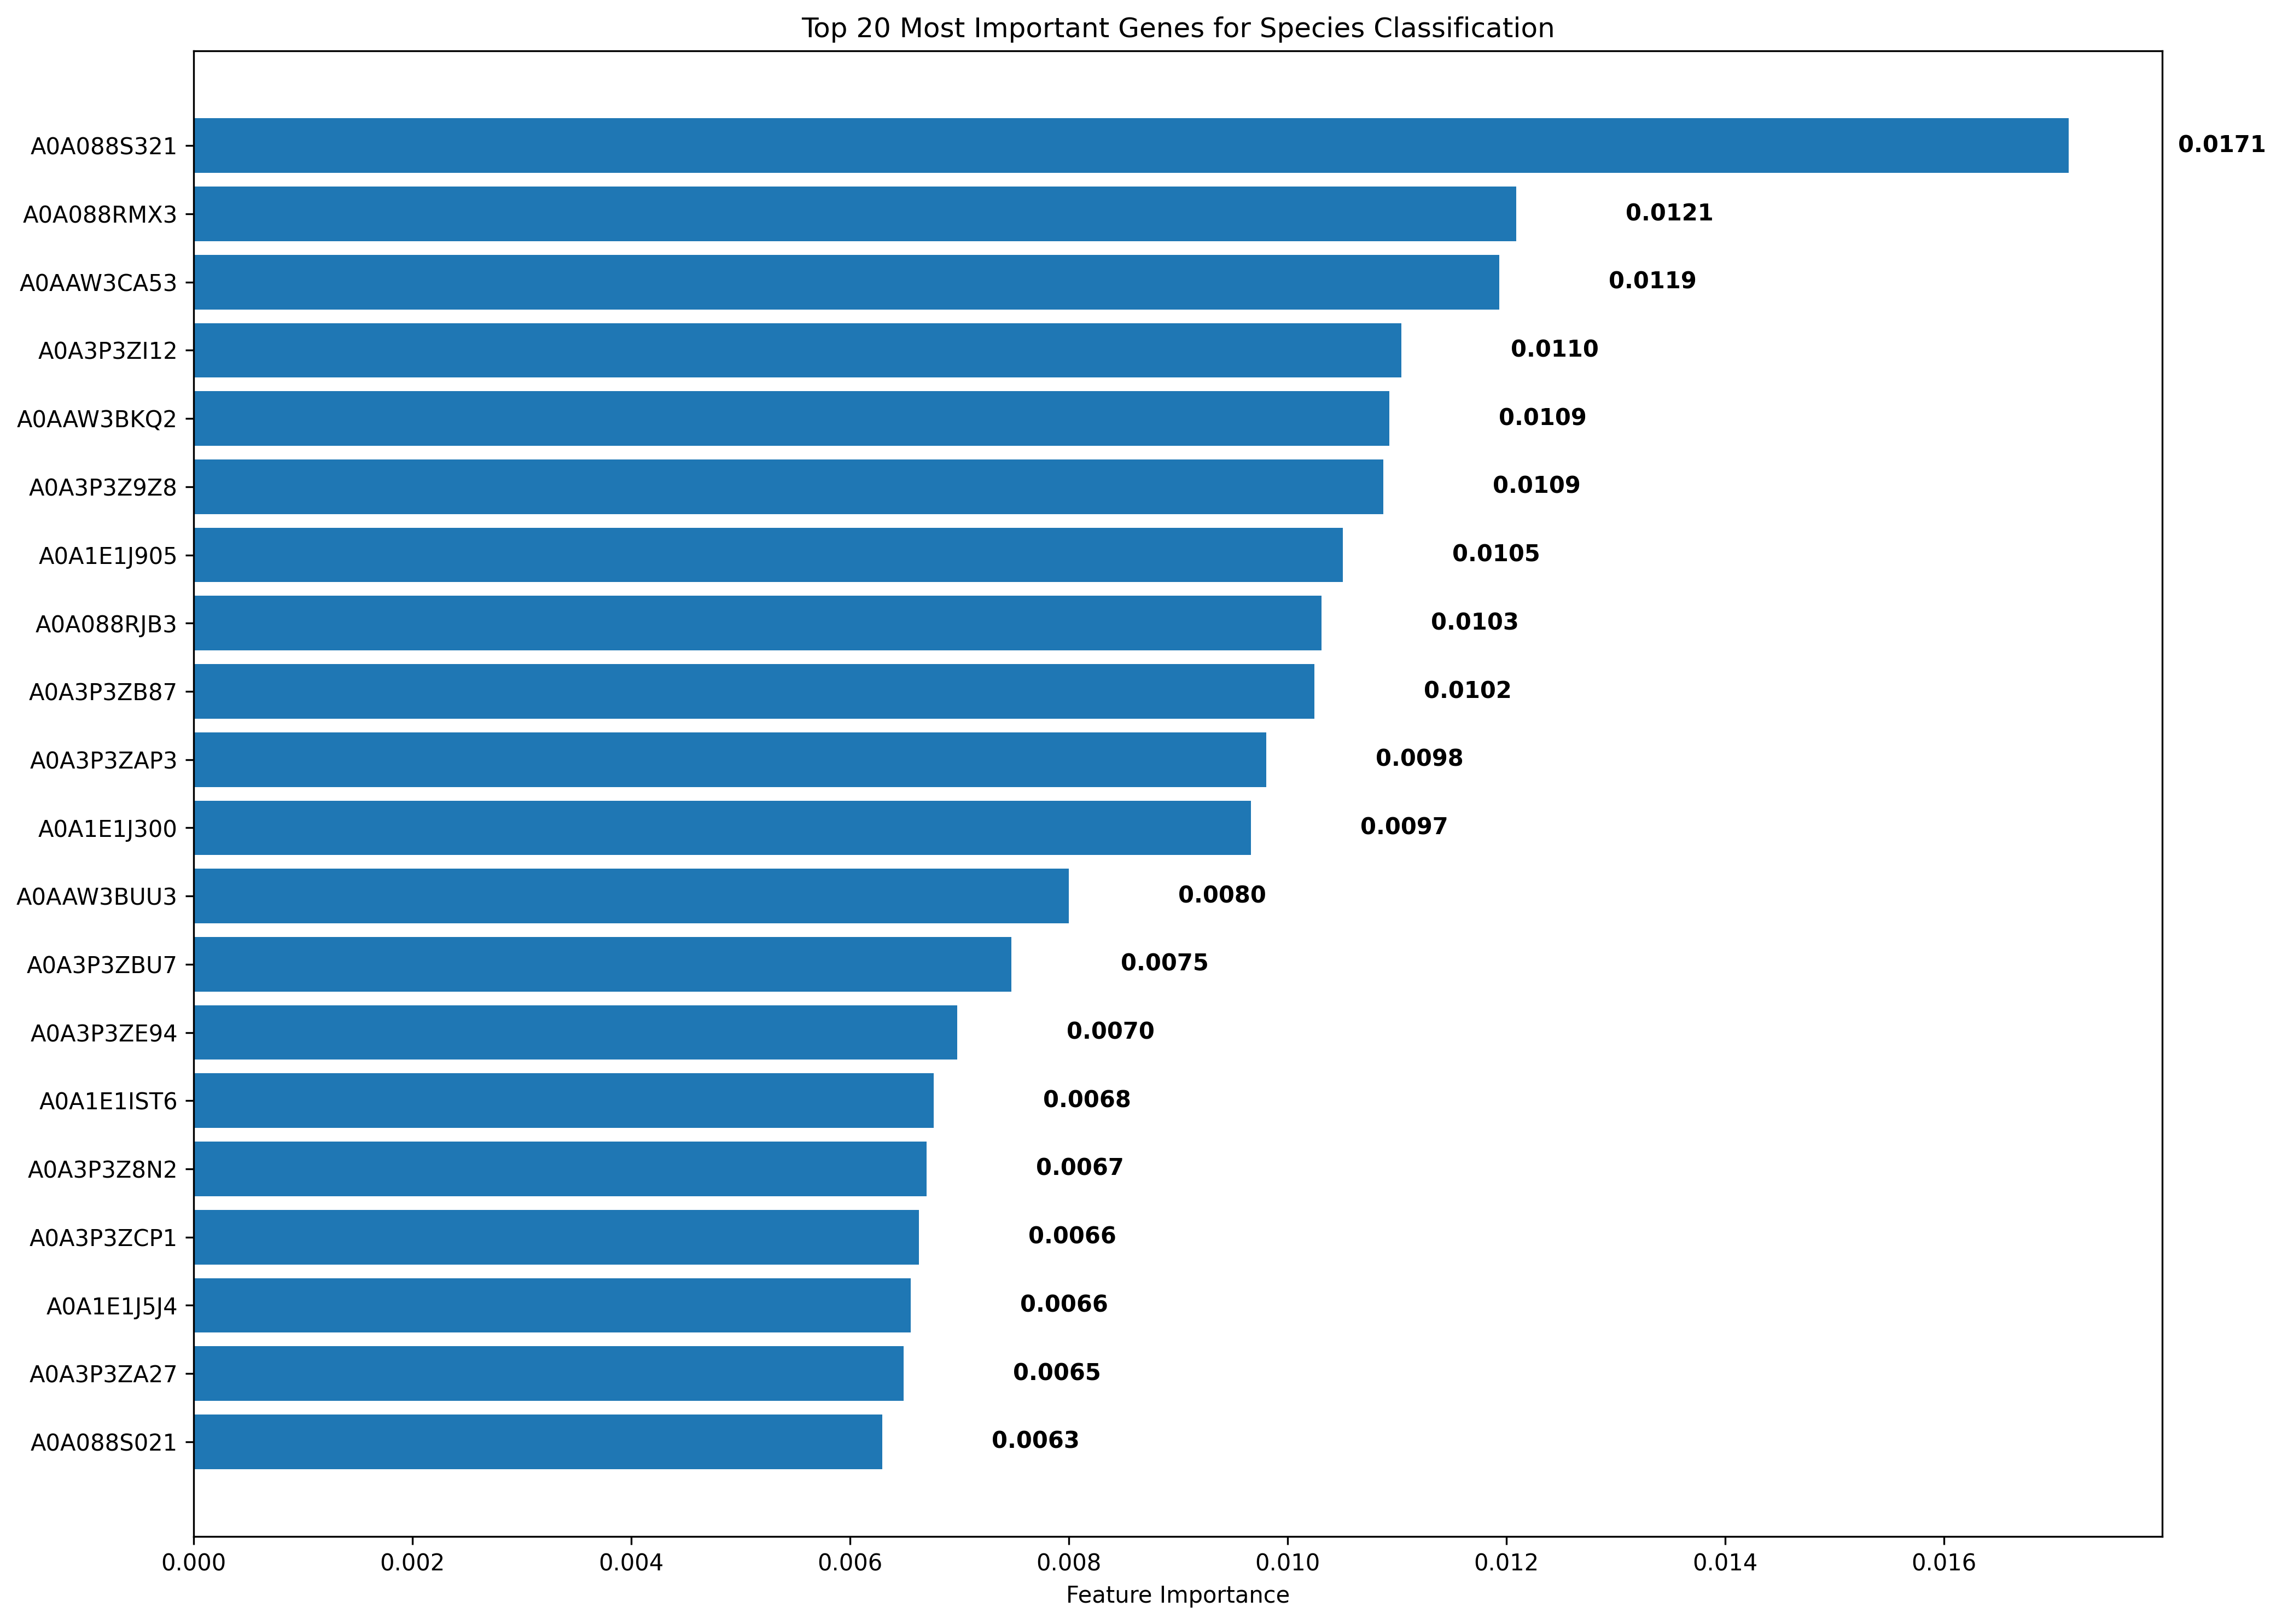 Top 20 Most Important Genes for Species Classification
A0A088S321 0.0171
A0A088RMX3 0.0121
A0AAW3CA53 0.0119
A0A3P3ZI12 0.0110
A0AAW3BKQ2 0.0109
A0A3P3Z9Z8 0.0109
A0A1E1J905 0.0105
A0A088RJB3 0.0103
A0A3P3ZB87 0.0102
A0A3P3ZAP3 0.0098
A0A1E1J300 0.0097
A0AAW3BUU3 0.0080
A0A3P3ZBU7 0.0075
A0A3P3ZE94 0.0070
A0A1E1IST6 0.0068
A0A3P3Z8N2 0.0067
A0A3P3ZCP1 0.0066
A0A1E1J5J4 0.0066
A0A3P3ZA27 0.0065
A0A088S021 0.0063
0.000 0.002 0.004 0.006 0.008 0.010 0.012 0.014 0.016
Feature Importance